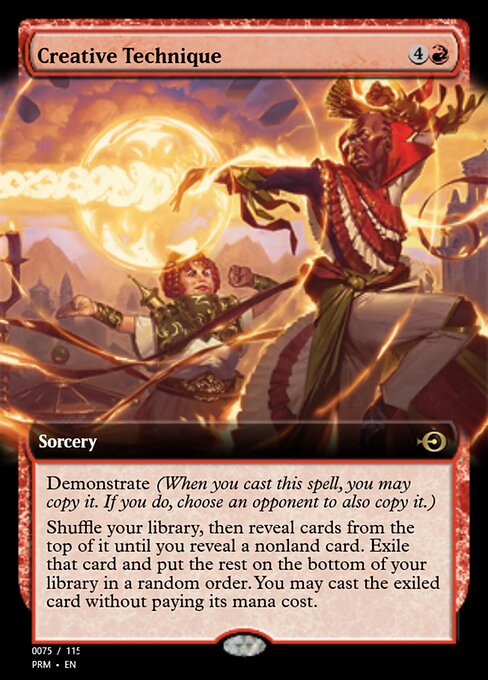 Creative Technique 4
Sorcery
Demonstrate (When you cast this spell, you may
copy it. If you do, choose an opponent to also copy it.)
Shuffle your library, then reveal cards from the
top of it until you reveal a nonland card. Exile
that card and put the rest on the bottom of your
library in a random order. You may cast the exiled
card without paying its mana cost.
0075 / 115
PRM • EN